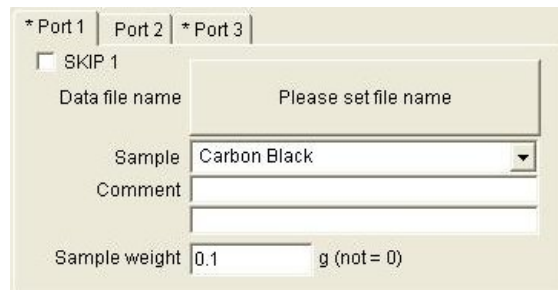 * Port 1 Port 2 * Port 3
SKIP 1
Data file name Please set file name
Sample Carbon Black
Comment
Sample weight 0.1 g (not = 0)